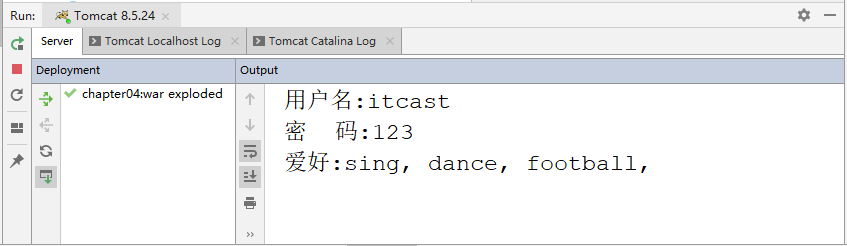 Run: Tomcat 8.5.24
Server Tomcat Localhost Log Tomcat Catalina Log
Deployment Output
chapter04:war exploded
用户名:itcast
密  码:123
爱好:sing, dance, football,